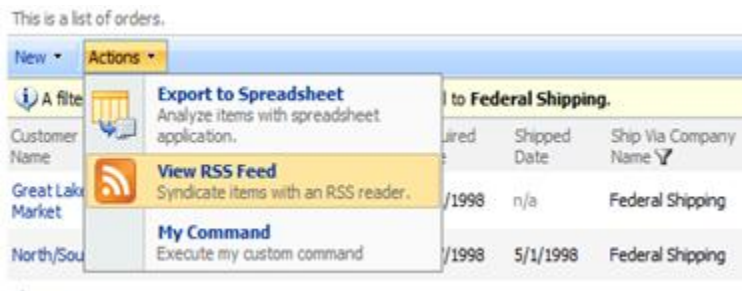 This is a list of orders.
New Actions
A filte l to Federal Shipping.
Export to Spreadsheet
Analyze items with spreadsheet
application.
View RSS Feed
Syndicate items with an RSS reader.
My Command
Execute my custom command
Customer uired Shipped Ship Via Company
Name e Date Name
Great Lake /1998 n/a Federal Shipping
Market
North/Sou /1998 5/1/1998 Federal Shipping